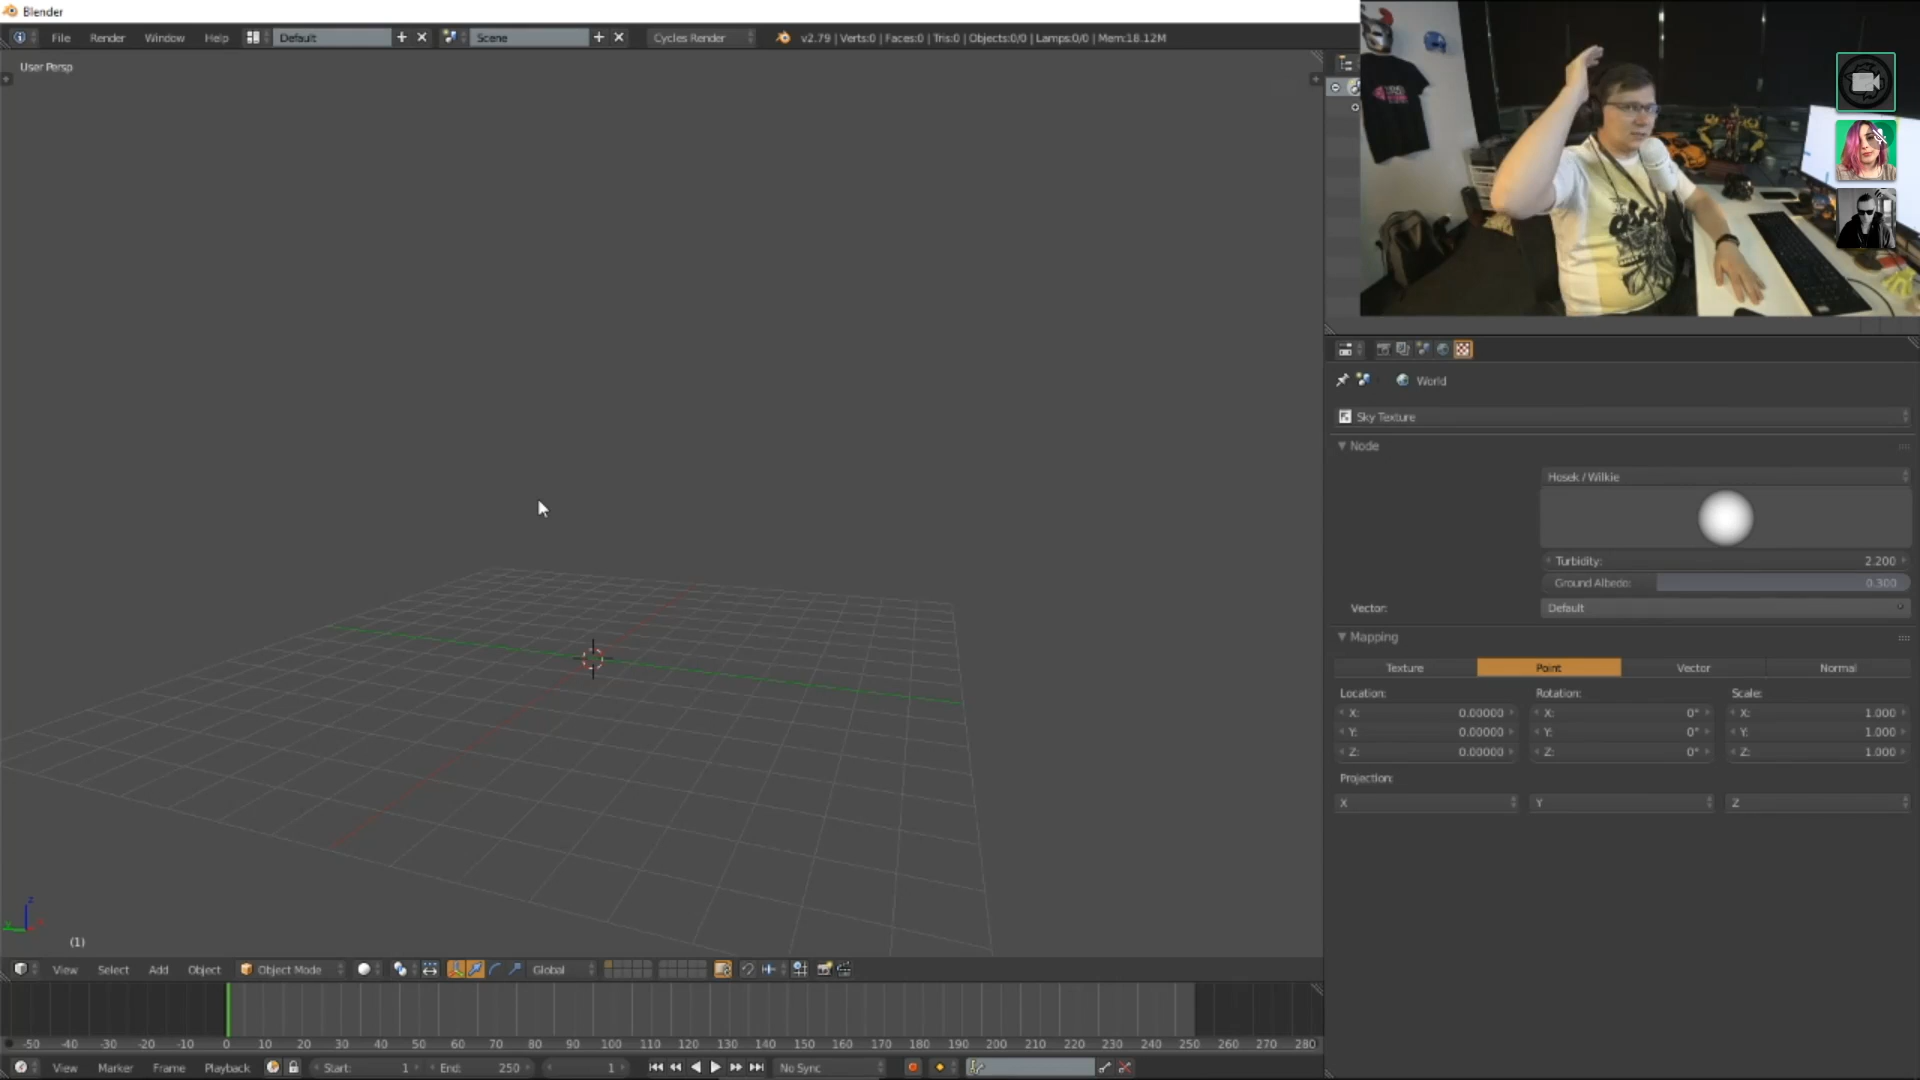 Blender
File Render Window Help Default Scene Cycles Render v2.79 | Verts:0 | Faces:0 | Tris:0 | Objects:0/0 | Lamps:0/0 | Mem:18.12M
User Persp
World
Sky Texture
Node
Hosek / Wilkie
Turbidity: 2.200
Ground Albedo: 0.300
Vector: Default
Mapping
Texture Point Vector Normal
Location: Rotation: Scale:
X: 0.00000 X: 0° X: 1.000
Y: 0.00000 Y: 0° Y: 1.000
Z: 0.00000 Z: 0° Z: 1.000
Projection:
X Y Z
z
y
(1)
View Select Add Object Object Mode Global
-50 -40 -30 -20 -10 0 10 20 30 40 50 60 70 80 90 100 110 120 130 140 150 160 170 180 190 200 210 220 230 240 250 260 270 280
View Marker Frame Playback Start: 1 End: 250 1 No Sync